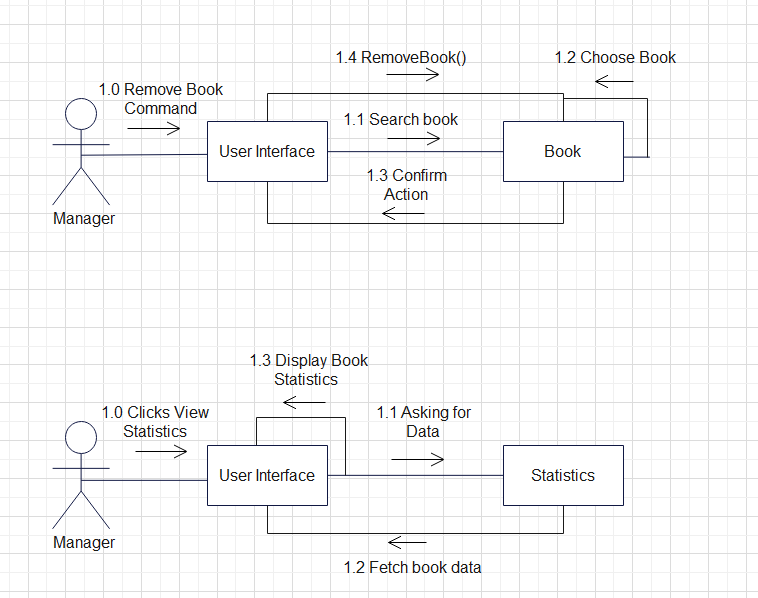 1.4 RemoveBook()
1.2 Choose Book
1.0 Remove Book
Command
1.1 Search book
User Interface
Book
1.3 Confirm
Action
Manager
1.3 Display Book
Statistics
1.0 Clicks View
Statistics
1.1 Asking for
Data
User Interface
Statistics
Manager
1.2 Fetch book data